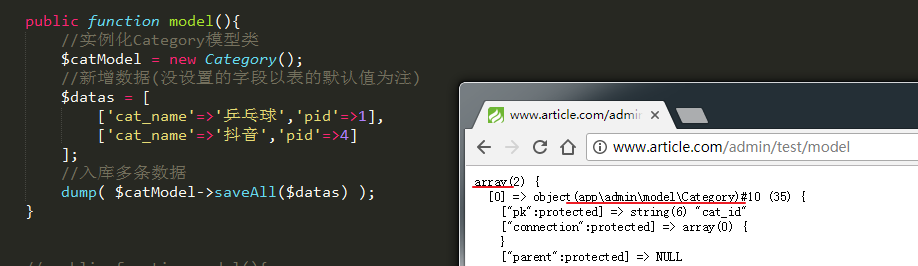 public function model(){
//实例化Category模型类
$catModel = new Category();
//新增数据(没设置的字段以表的默认值为注)
$datas = [
['cat_name'=>'乒乓球','pid'=>1],
['cat_name'=>'抖音','pid'=>4]
];
//入库多条数据
dump( $catModel->saveAll($datas) );
}
www.article.com/admin
www.article.com/admin/test/model
array(2) {
[0] => object(app\admin\model\Category)#10 (35) {
["pk":protected] => string(6) "cat_id"
["connection":protected] => array(0) {
}
["parent":protected] => NULL